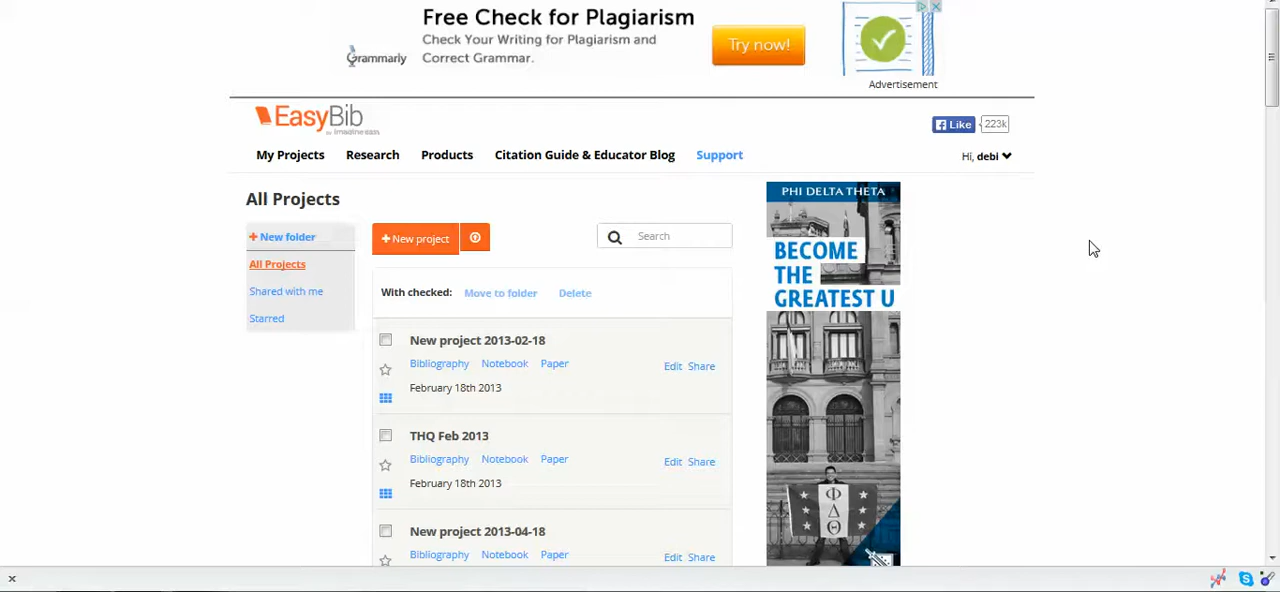 Free Check for Plagiarism
Check Your Writing for Plagiarism and
Correct Grammar.
Grammarly
Try now!
Advertisement
EasyBib
by imagine easy
Like 223k
My Projects Research Products Citation Guide & Educator Blog Support
Hi, debi
All Projects
+ New folder
All Projects
Shared with me
Starred
+ New project
Search
With checked: Move to folder Delete
New project 2013-02-18
Bibliography Notebook Paper
Edit Share
February 18th 2013
THQ Feb 2013
Bibliography Notebook Paper
Edit Share
February 18th 2013
New project 2013-04-18
Bibliography Notebook Paper
Edit Share
PHI DELTA THETA
BECOME
THE
GREATEST U
ΦΔΘ